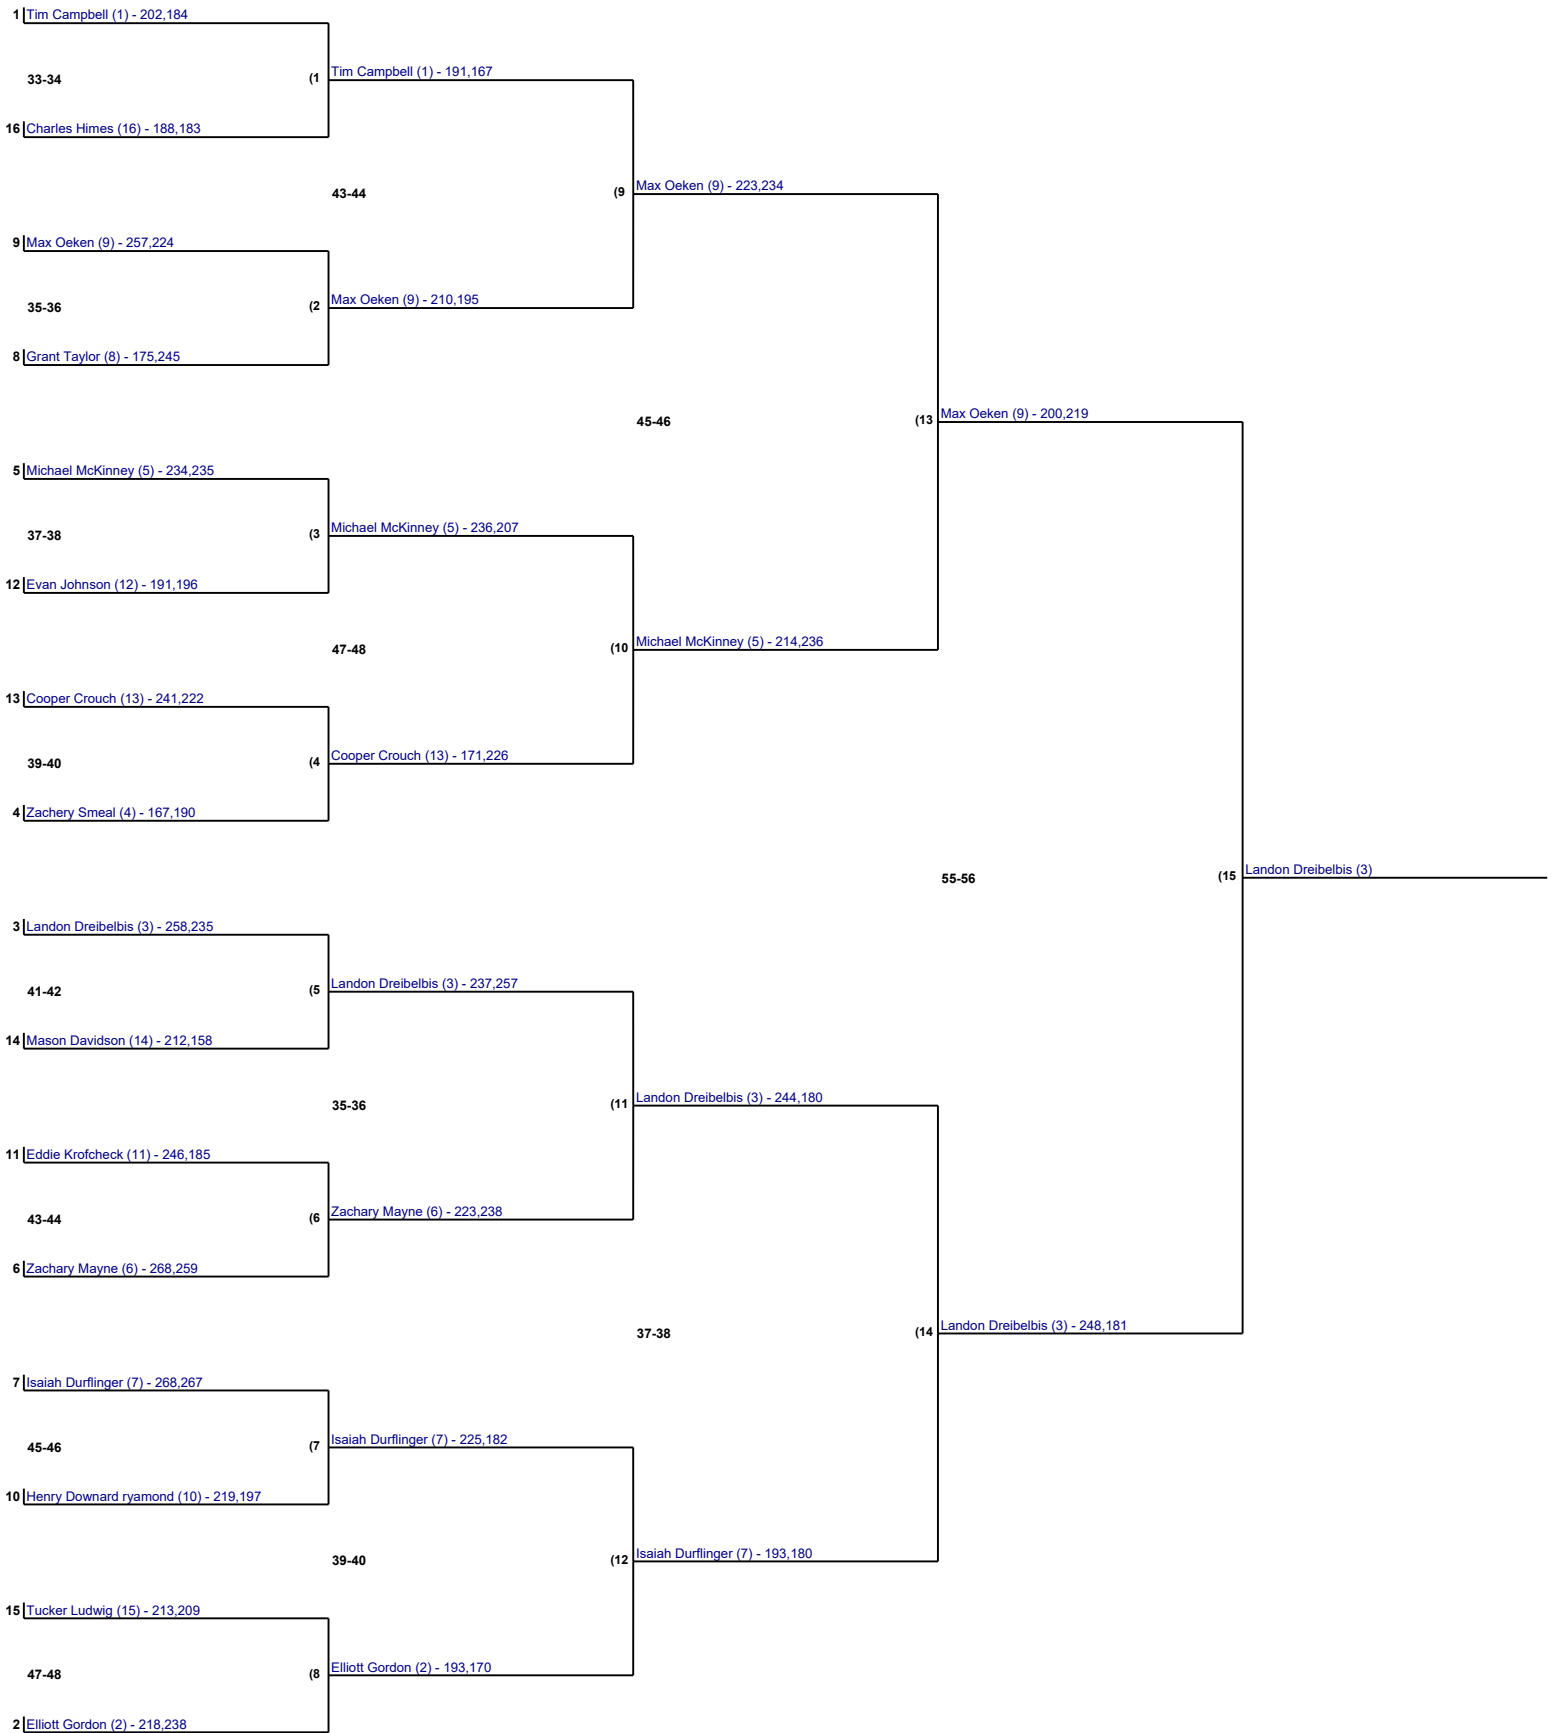 1 Tim Campbell (1) - 202,184
33-34 (1 Tim Campbell (1) - 191,167
16 Charles Himes (16) - 188,183
43-44 (9 Max Oeken (9) - 223,234
9 Max Oeken (9) - 257,224
35-36 (2 Max Oeken (9) - 210,195
8 Grant Taylor (8) - 175,245
45-46 (13 Max Oeken (9) - 200,219
5 Michael McKinney (5) - 234,235
37-38 (3 Michael McKinney (5) - 236,207
12 Evan Johnson (12) - 191,196
47-48 (10 Michael McKinney (5) - 214,236
13 Cooper Crouch (13) - 241,222
39-40 (4 Cooper Crouch (13) - 171,226
4 Zachery Smeal (4) - 167,190
55-56 (15 Landon Dreibelbis (3)
3 Landon Dreibelbis (3) - 258,235
41-42 (5 Landon Dreibelbis (3) - 237,257
14 Mason Davidson (14) - 212,158
35-36 (11 Landon Dreibelbis (3) - 244,180
11 Eddie Krofcheck (11) - 246,185
43-44 (6 Zachary Mayne (6) - 223,238
6 Zachary Mayne (6) - 268,259
37-38 (14 Landon Dreibelbis (3) - 248,181
7 Isaiah Durflinger (7) - 268,267
45-46 (7 Isaiah Durflinger (7) - 225,182
10 Henry Downard ryamond (10) - 219,197
39-40 (12 Isaiah Durflinger (7) - 193,180
15 Tucker Ludwig (15) - 213,209
47-48 (8 Elliott Gordon (2) - 193,170
2 Elliott Gordon (2) - 218,238